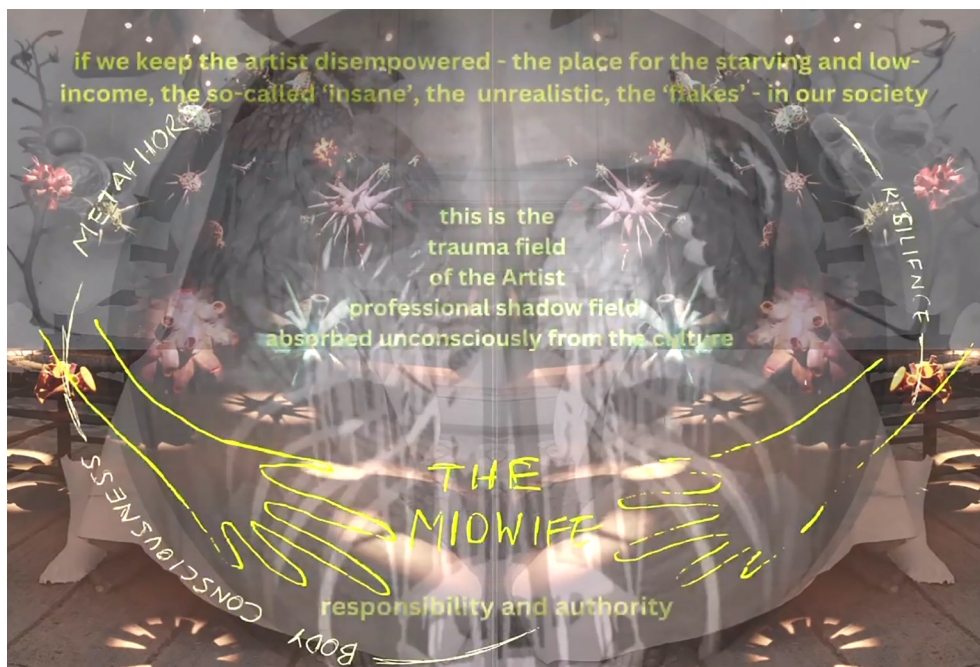 if we keep the artist disempowered - the place for the starving and low-
income, the so-called 'insane', the unrealistic, the 'flakes' - in our society
METAPHOR
RESILIENCE
this is the
trauma field
of the Artist
professional shadow field
absorbed unconsciously from the culture
THE
MIDWIFE
responsibility and authority
BODY CONSCIOUSNESS